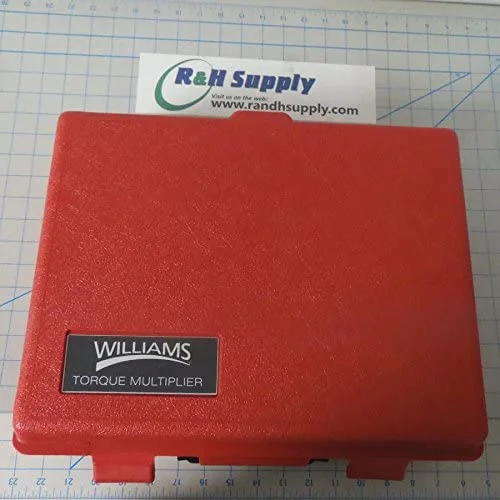 R&H Supply
Visit us on the web:
www.randhsupply.com
WILLIAMS
TORQUE MULTIPLIER